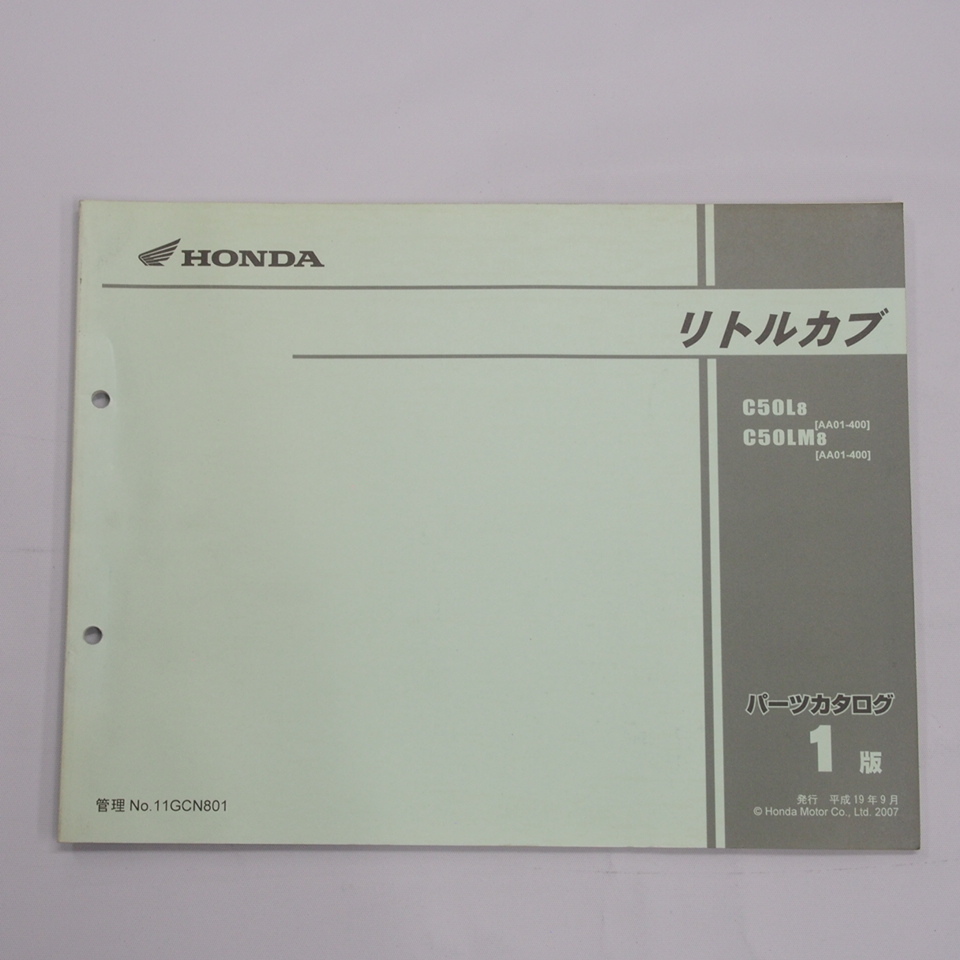 HONDA
リトルカブ
C50L8
[AA01-400]
C50LM8
[AA01-400]
パーツカタログ
1 版
発行 平成19年9月
© Honda Motor Co., Ltd. 2007
管理 No.11GCN801